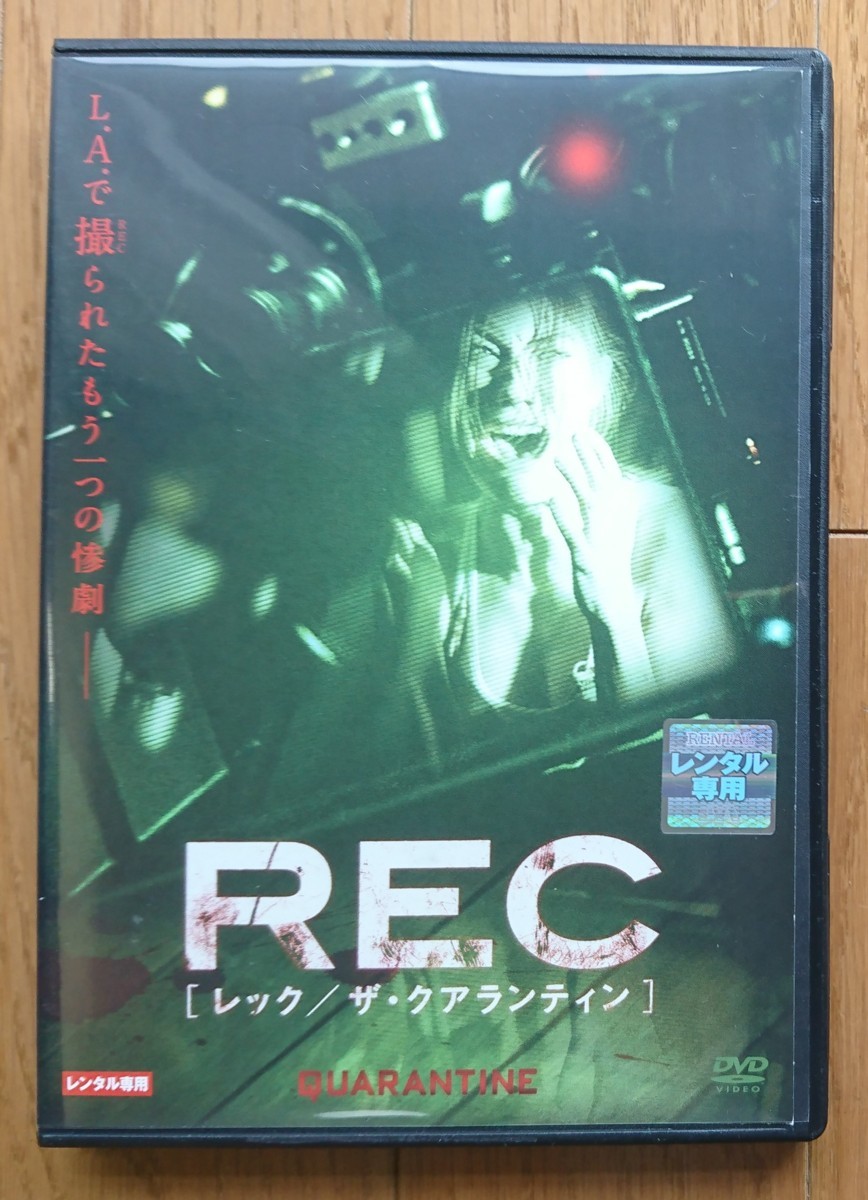 L.A.で撮られたもう一つの惨劇――
REC
RENTAL
レンタル
専用
REC
[レック／ザ・クアランティン]
レンタル専用
QUARANTINE
DVD
VIDEO